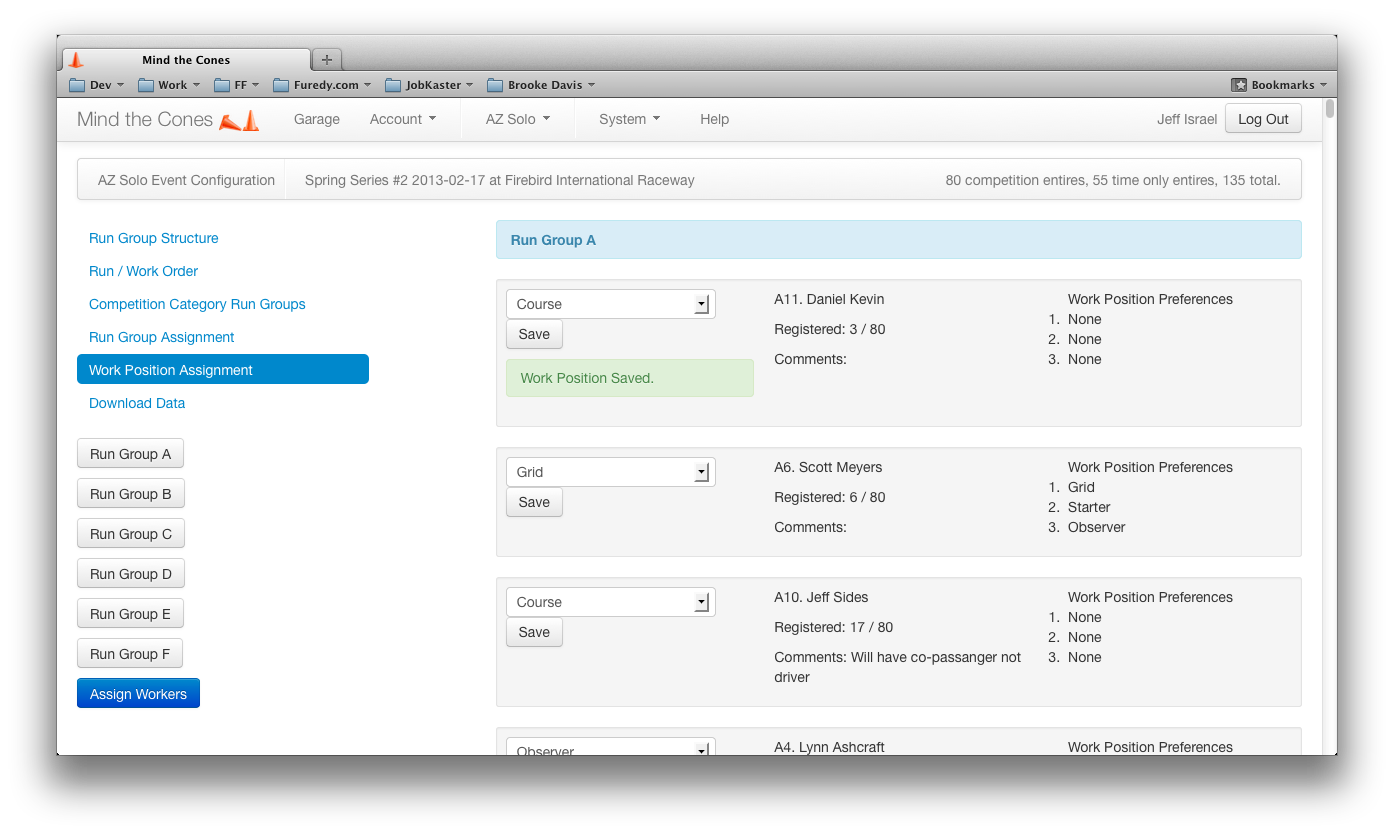 Mind the Cones
Dev Work FF Furedy.com JobKaster Brooke Davis Bookmarks
Mind the Cones Garage Account AZ Solo System Help Jeff Israel Log Out
AZ Solo Event Configuration Spring Series #2 2013-02-17 at Firebird International Raceway 80 competition entires, 55 time only entires, 135 total.
Run Group Structure
Run / Work Order
Competition Category Run Groups
Run Group Assignment
Work Position Assignment
Download Data
Run Group A
Run Group B
Run Group C
Run Group D
Run Group E
Run Group F
Assign Workers
Run Group A
Course
Save
Work Position Saved.
A11. Daniel Kevin
Registered: 3 / 80
Comments:
Work Position Preferences
1. None
2. None
3. None
Grid
Save
A6. Scott Meyers
Registered: 6 / 80
Comments:
Work Position Preferences
1. Grid
2. Starter
3. Observer
Course
Save
A10. Jeff Sides
Registered: 17 / 80
Comments: Will have co-passanger not
driver
Work Position Preferences
1. None
2. None
3. None
Observer
A4. Lynn Ashcraft
Work Position Preferences